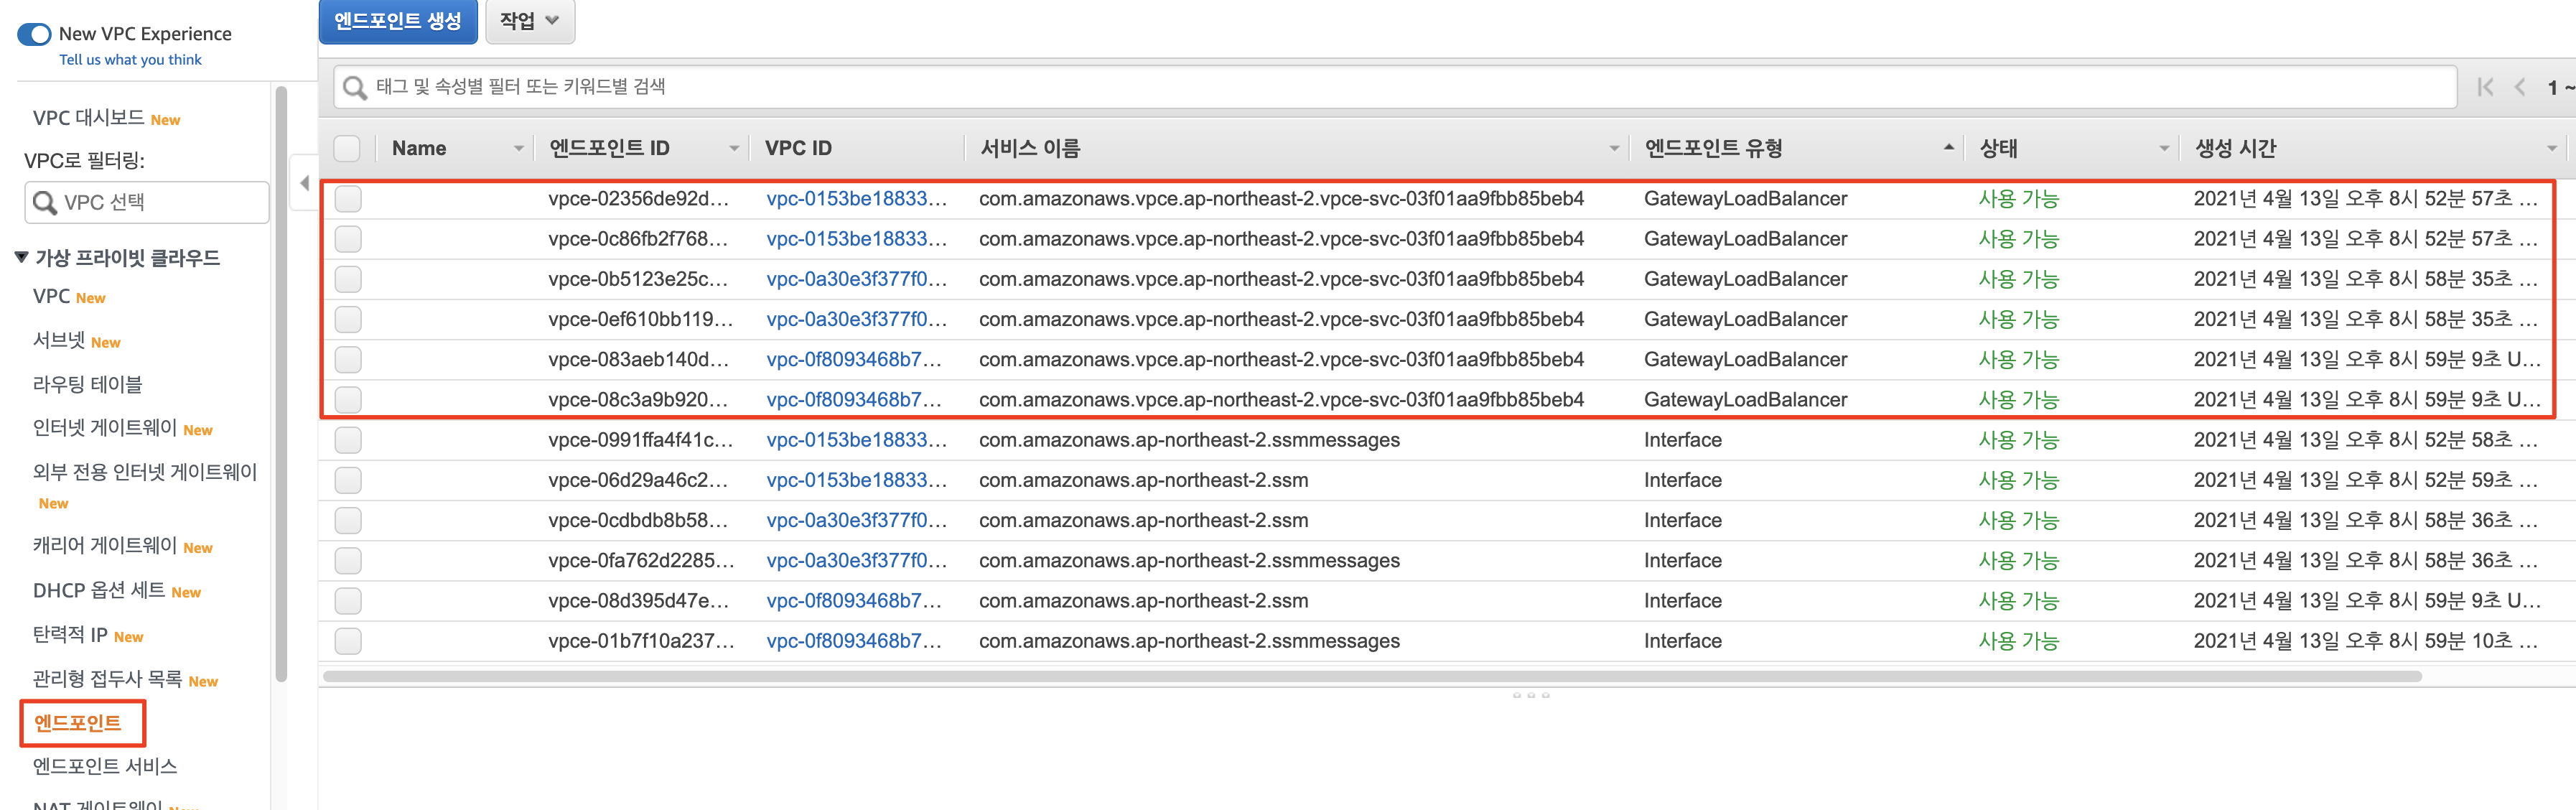 New VPC Experience
Tell us what you think
VPC 대시보드 New
VPC로 필터링:
VPC 선택
가상 프라이빗 클라우드
VPC New
서브넷 New
라우팅 테이블
인터넷 게이트웨이 New
외부 전용 인터넷 게이트웨이
New
캐리어 게이트웨이 New
DHCP 옵션 세트 New
탄력적 IP New
관리형 접두사 목록 New
엔드포인트
엔드포인트 서비스
NAT 게이트웨이 New
엔드포인트 생성 작업
태그 및 속성별 필터 또는 키워드별 검색 1 ~
Name 엔드포인트 ID VPC ID 서비스 이름 엔드포인트 유형 상태 생성 시간
vpce-02356de92d... vpc-0153be18833... com.amazonaws.vpce.ap-northeast-2.vpce-svc-03f01aa9fbb85beb4 GatewayLoadBalancer 사용 가능 2021년 4월 13일 오후 8시 52분 57초 ...
vpce-0c86fb2f768... vpc-0153be18833... com.amazonaws.vpce.ap-northeast-2.vpce-svc-03f01aa9fbb85beb4 GatewayLoadBalancer 사용 가능 2021년 4월 13일 오후 8시 52분 57초 ...
vpce-0b5123e25c... vpc-0a30e3f377f0... com.amazonaws.vpce.ap-northeast-2.vpce-svc-03f01aa9fbb85beb4 GatewayLoadBalancer 사용 가능 2021년 4월 13일 오후 8시 58분 35초 ...
vpce-0ef610bb119... vpc-0a30e3f377f0... com.amazonaws.vpce.ap-northeast-2.vpce-svc-03f01aa9fbb85beb4 GatewayLoadBalancer 사용 가능 2021년 4월 13일 오후 8시 58분 35초 ...
vpce-083aeb140d... vpc-0f8093468b7... com.amazonaws.vpce.ap-northeast-2.vpce-svc-03f01aa9fbb85beb4 GatewayLoadBalancer 사용 가능 2021년 4월 13일 오후 8시 59분 9초 U...
vpce-08c3a9b920... vpc-0f8093468b7... com.amazonaws.vpce.ap-northeast-2.vpce-svc-03f01aa9fbb85beb4 GatewayLoadBalancer 사용 가능 2021년 4월 13일 오후 8시 59분 9초 U...
vpce-0991ffa4f41c... vpc-0153be18833... com.amazonaws.ap-northeast-2.ssmmessages Interface 사용 가능 2021년 4월 13일 오후 8시 52분 58초 ...
vpce-06d29a46c2... vpc-0153be18833... com.amazonaws.ap-northeast-2.ssm Interface 사용 가능 2021년 4월 13일 오후 8시 52분 59초 ...
vpce-0cdbdb8b58... vpc-0a30e3f377f0... com.amazonaws.ap-northeast-2.ssm Interface 사용 가능 2021년 4월 13일 오후 8시 58분 36초 ...
vpce-0fa762d2285... vpc-0a30e3f377f0... com.amazonaws.ap-northeast-2.ssmmessages Interface 사용 가능 2021년 4월 13일 오후 8시 58분 36초 ...
vpce-08d395d47e... vpc-0f8093468b7... com.amazonaws.ap-northeast-2.ssm Interface 사용 가능 2021년 4월 13일 오후 8시 59분 9초 U...
vpce-01b7f10a237... vpc-0f8093468b7... com.amazonaws.ap-northeast-2.ssmmessages Interface 사용 가능 2021년 4월 13일 오후 8시 59분 10초 ...